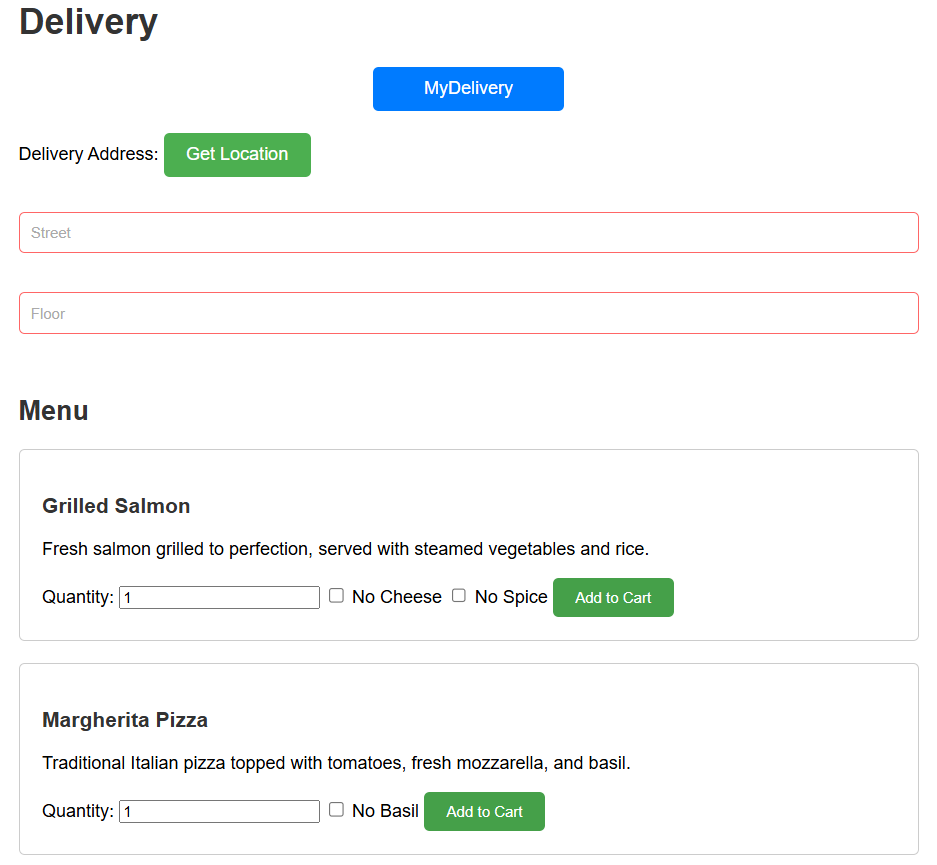 Delivery
MyDelivery
Delivery Address: Get Location
Street
Floor
Menu
Grilled Salmon
Fresh salmon grilled to perfection, served with steamed vegetables and rice.
Quantity: 1 No Cheese No Spice Add to Cart
Margherita Pizza
Traditional Italian pizza topped with tomatoes, fresh mozzarella, and basil.
Quantity: 1 No Basil Add to Cart